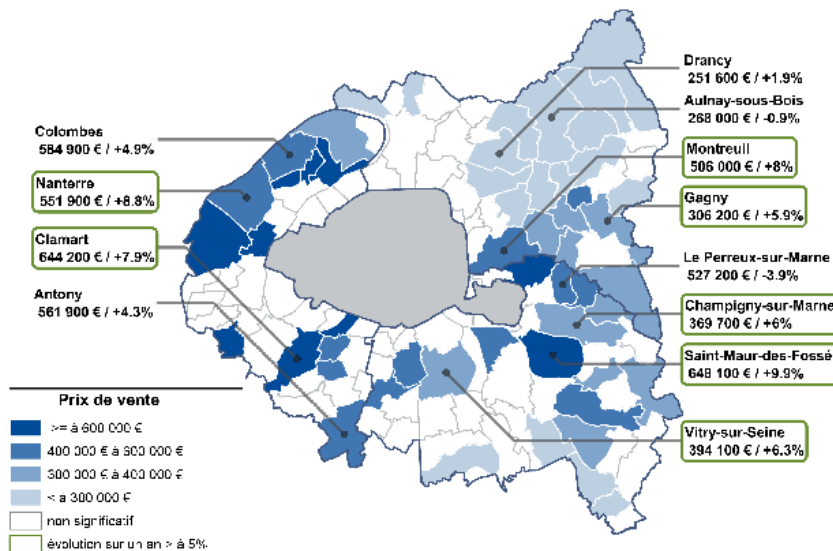 Drancy
251 600 € / +1.9%
Aulnay-sous-Bois
268 000 € / -0.9%
Montreuil
506 000 € / +8%
Gagny
306 200 € / +5.9%
Le Perreux-sur-Marne
527 200 € / -3.9%
Champigny-sur-Marne
369 700 € / +6%
Saint-Maur-des-Fossé
648 100 € / +9.9%
Vitry-sur-Seine
394 100 € / +6.3%
Colombes
584 900 € / +4.9%
Nanterre
551 900 € / +8.8%
Clamart
644 200 € / +7.9%
Antony
561 900 € / +4.3%
Prix de vente
>= à 600 000 €
400 000 € à 600 000 €
300 000 € à 400 000 €
< à 300 000 €
non significatif
évolution sur un an > à 5%